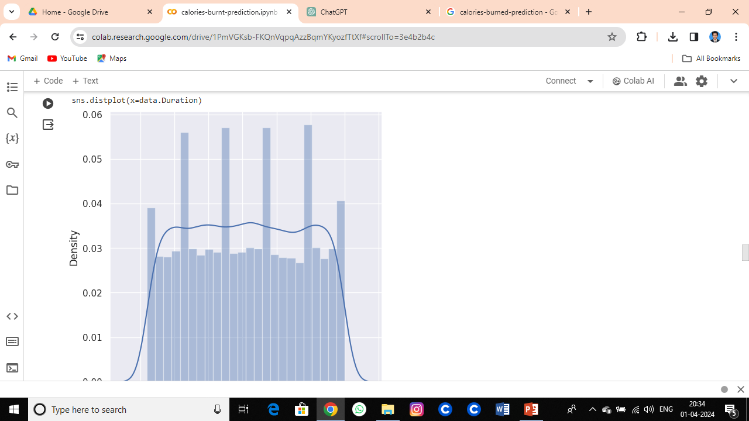 Home - Google Drive
calories-burnt-prediction.ipynb
ChatGPT
calories-burned-prediction - Go
colab.research.google.com/drive/1PmVGKsb-FKQnVqpqAzzBqmYKyozfTtXf#scrollTo=3e4b2b4c
Gmail YouTube Maps
All Bookmarks
+ Code + Text
Connect
Colab AI
sns.distplot(x=data.Duration)
0.06
0.05
0.04
0.03
0.02
0.01
0.00
Density
{x}
Type here to search
ENG
20:34
01-04-2024